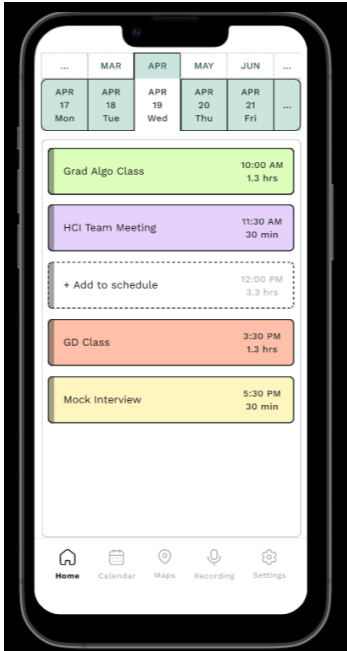 ... MAR APR MAY JUN ...
APR APR APR APR APR
17 18 19 20 21 ...
Mon Tue Wed Thu Fri
Grad Algo Class
10:00 AM
1.3 hrs
HCI Team Meeting
11:30 AM
30 min
+ Add to schedule
12:00 PM
3.3 hrs
GD Class
3:30 PM
1.3 hrs
Mock Interview
5:30 PM
30 min
Home Calendar Maps Recording Settings